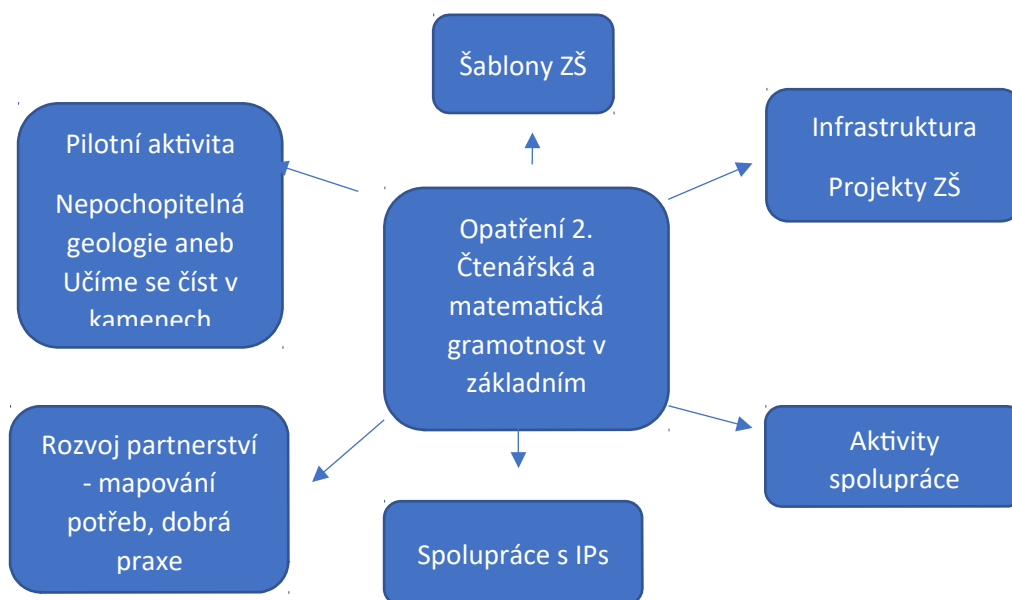 Šablony ZŠ
Pilotní aktivita
Nepochopitelná
geologie aneb
Učíme se číst v
kamenech
Infrastruktura
Projekty ZŠ
Opatření 2.
Čtenářská a
matematická
gramotnost v
základním
Rozvoj partnerství
- mapování
potřeb, dobrá
praxe
Spolupráce s IPs
Aktivity
spolupráce